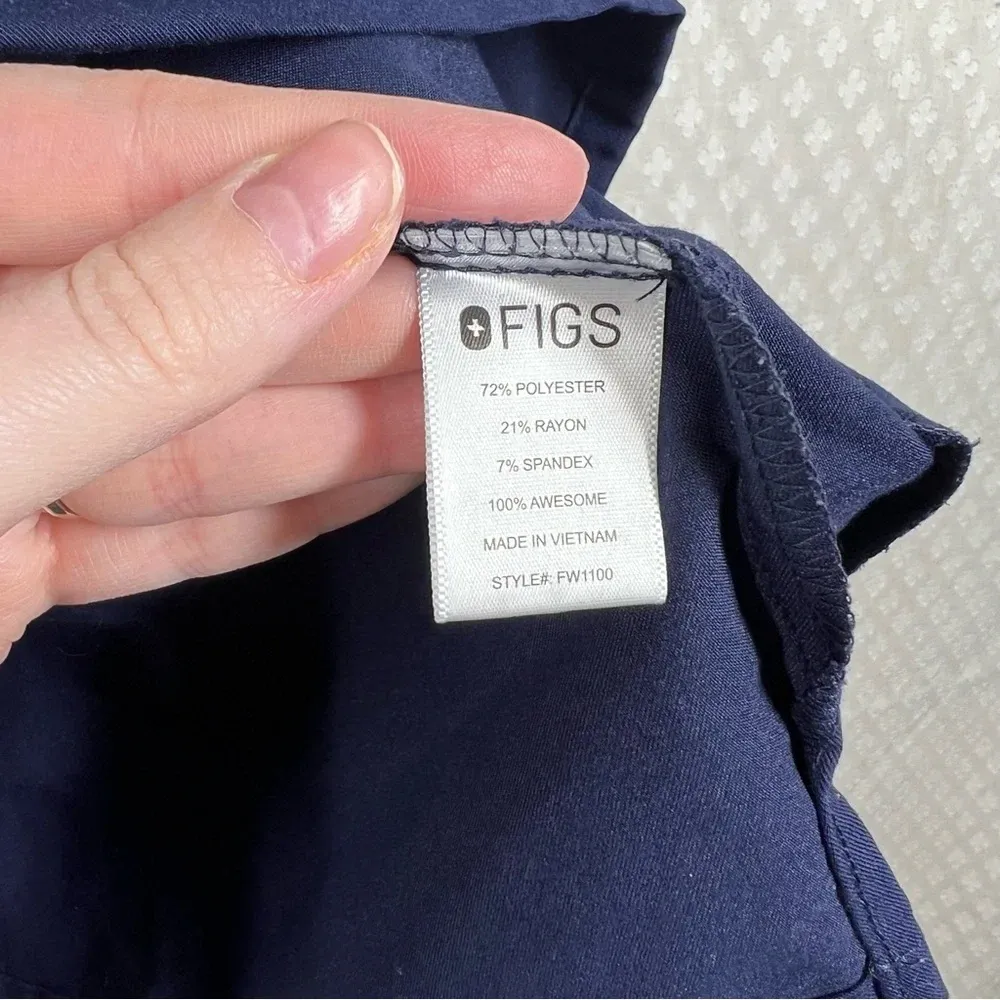 FIGS
72% POLYESTER
21% RAYON
7% SPANDEX
100% AWESOME
MADE IN VIETNAM
STYLE#: FW1100